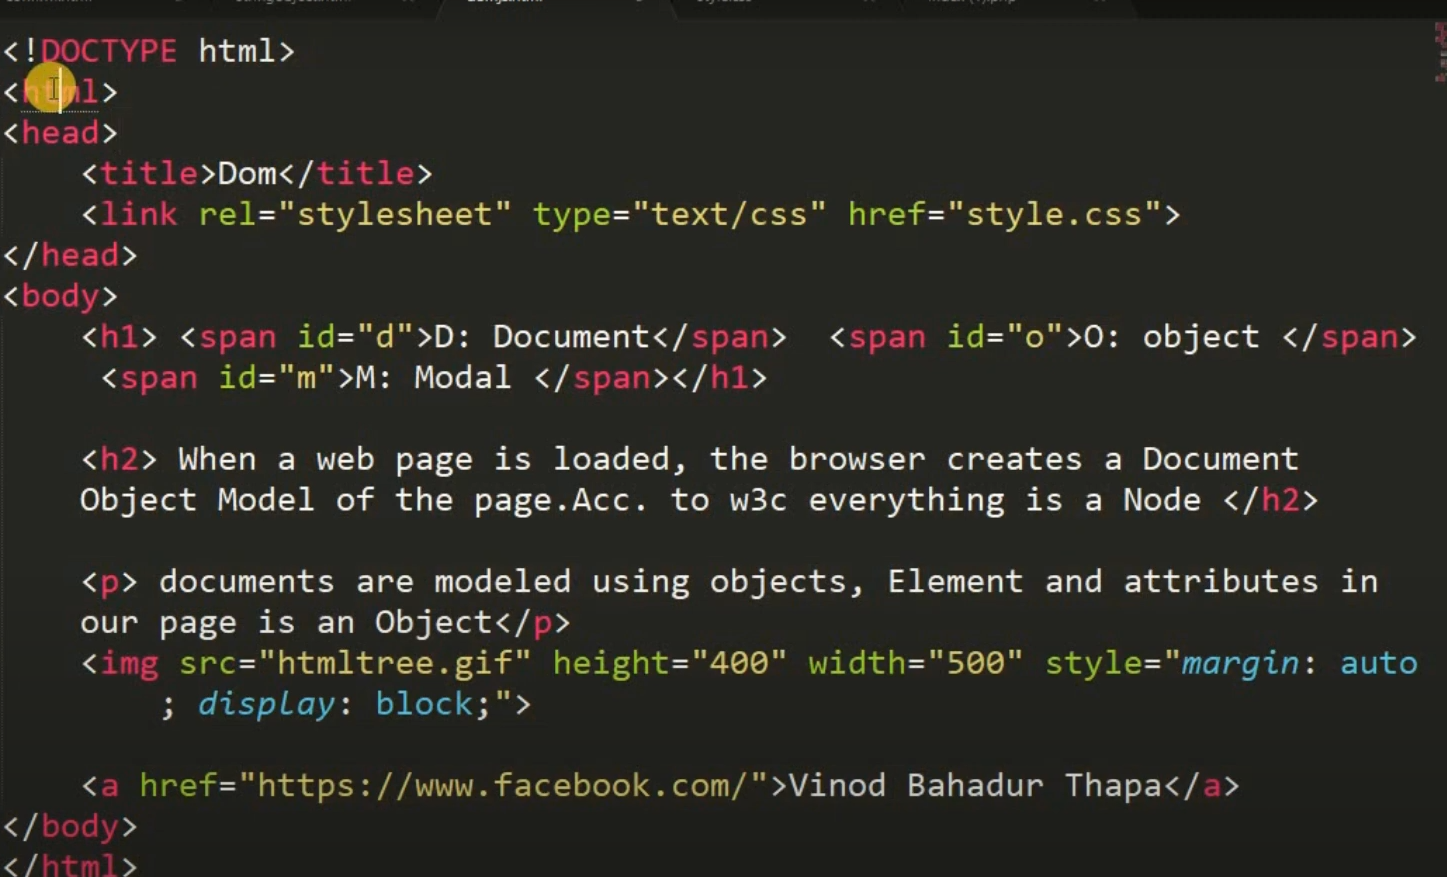 <!DOCTYPE html>
<html>
<head>
<title>Dom</title>
<link rel="stylesheet" type="text/css" href="style.css">
</head>
<body>
<h1> <span id="d">D: Document</span>  <span id="o">O: object </span>
<span id="m">M: Modal </span></h1>
<h2> When a web page is loaded, the browser creates a Document
Object Model of the page.Acc. to w3c everything is a Node </h2>
<p> documents are modeled using objects, Element and attributes in
our page is an Object</p>
<img src="htmltree.gif" height="400" width="500" style="margin: auto
; display: block;">
<a href="https://www.facebook.com/">Vinod Bahadur Thapa</a>
</body>
</html>